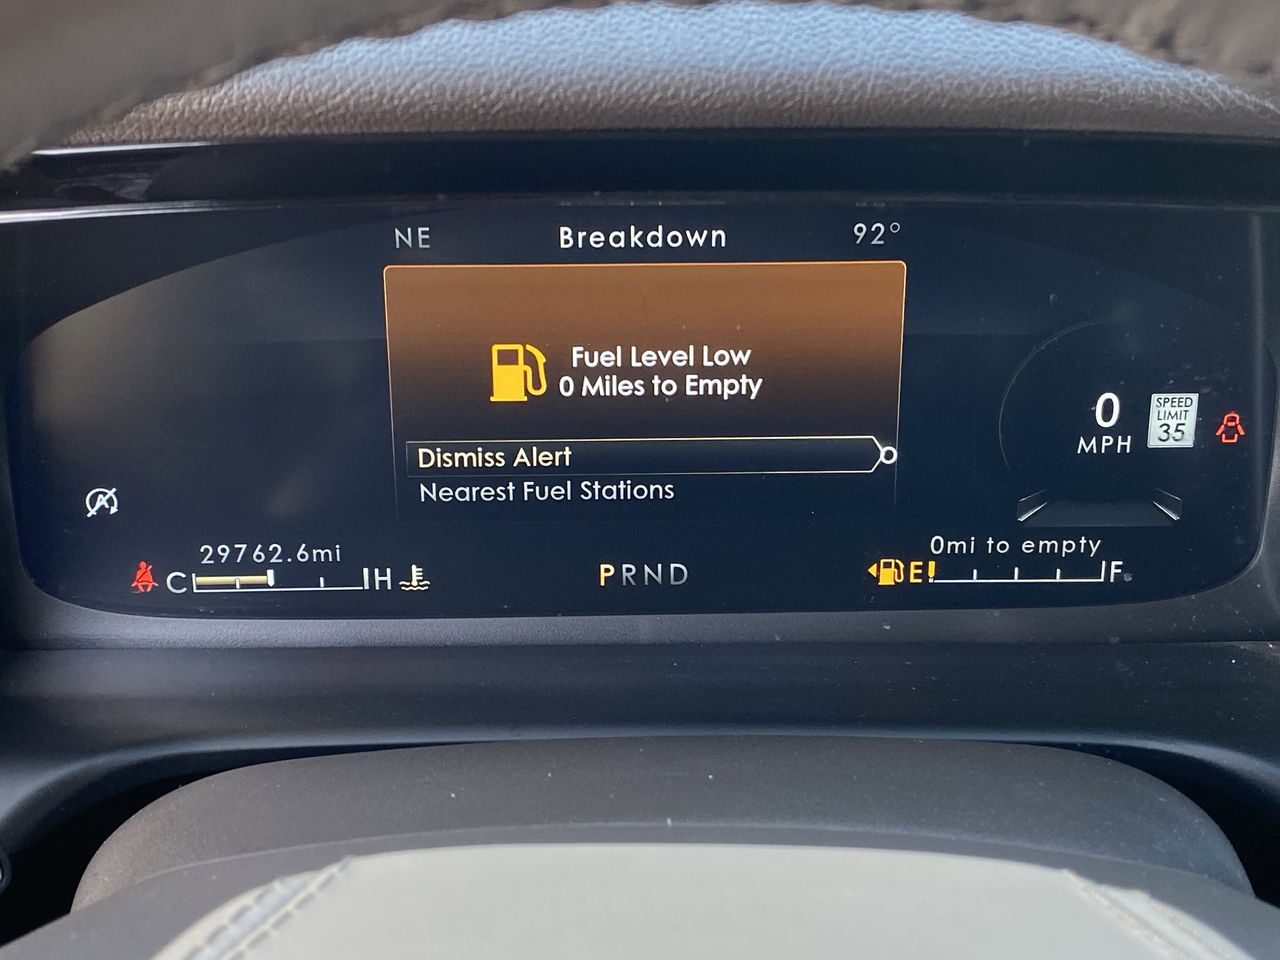 NE Breakdown 92°
Fuel Level Low
0 Miles to Empty
Dismiss Alert
Nearest Fuel Stations
0
MPH
SPEED
LIMIT
35
A
29762.6mi
C H
PRND
0mi to empty
E F